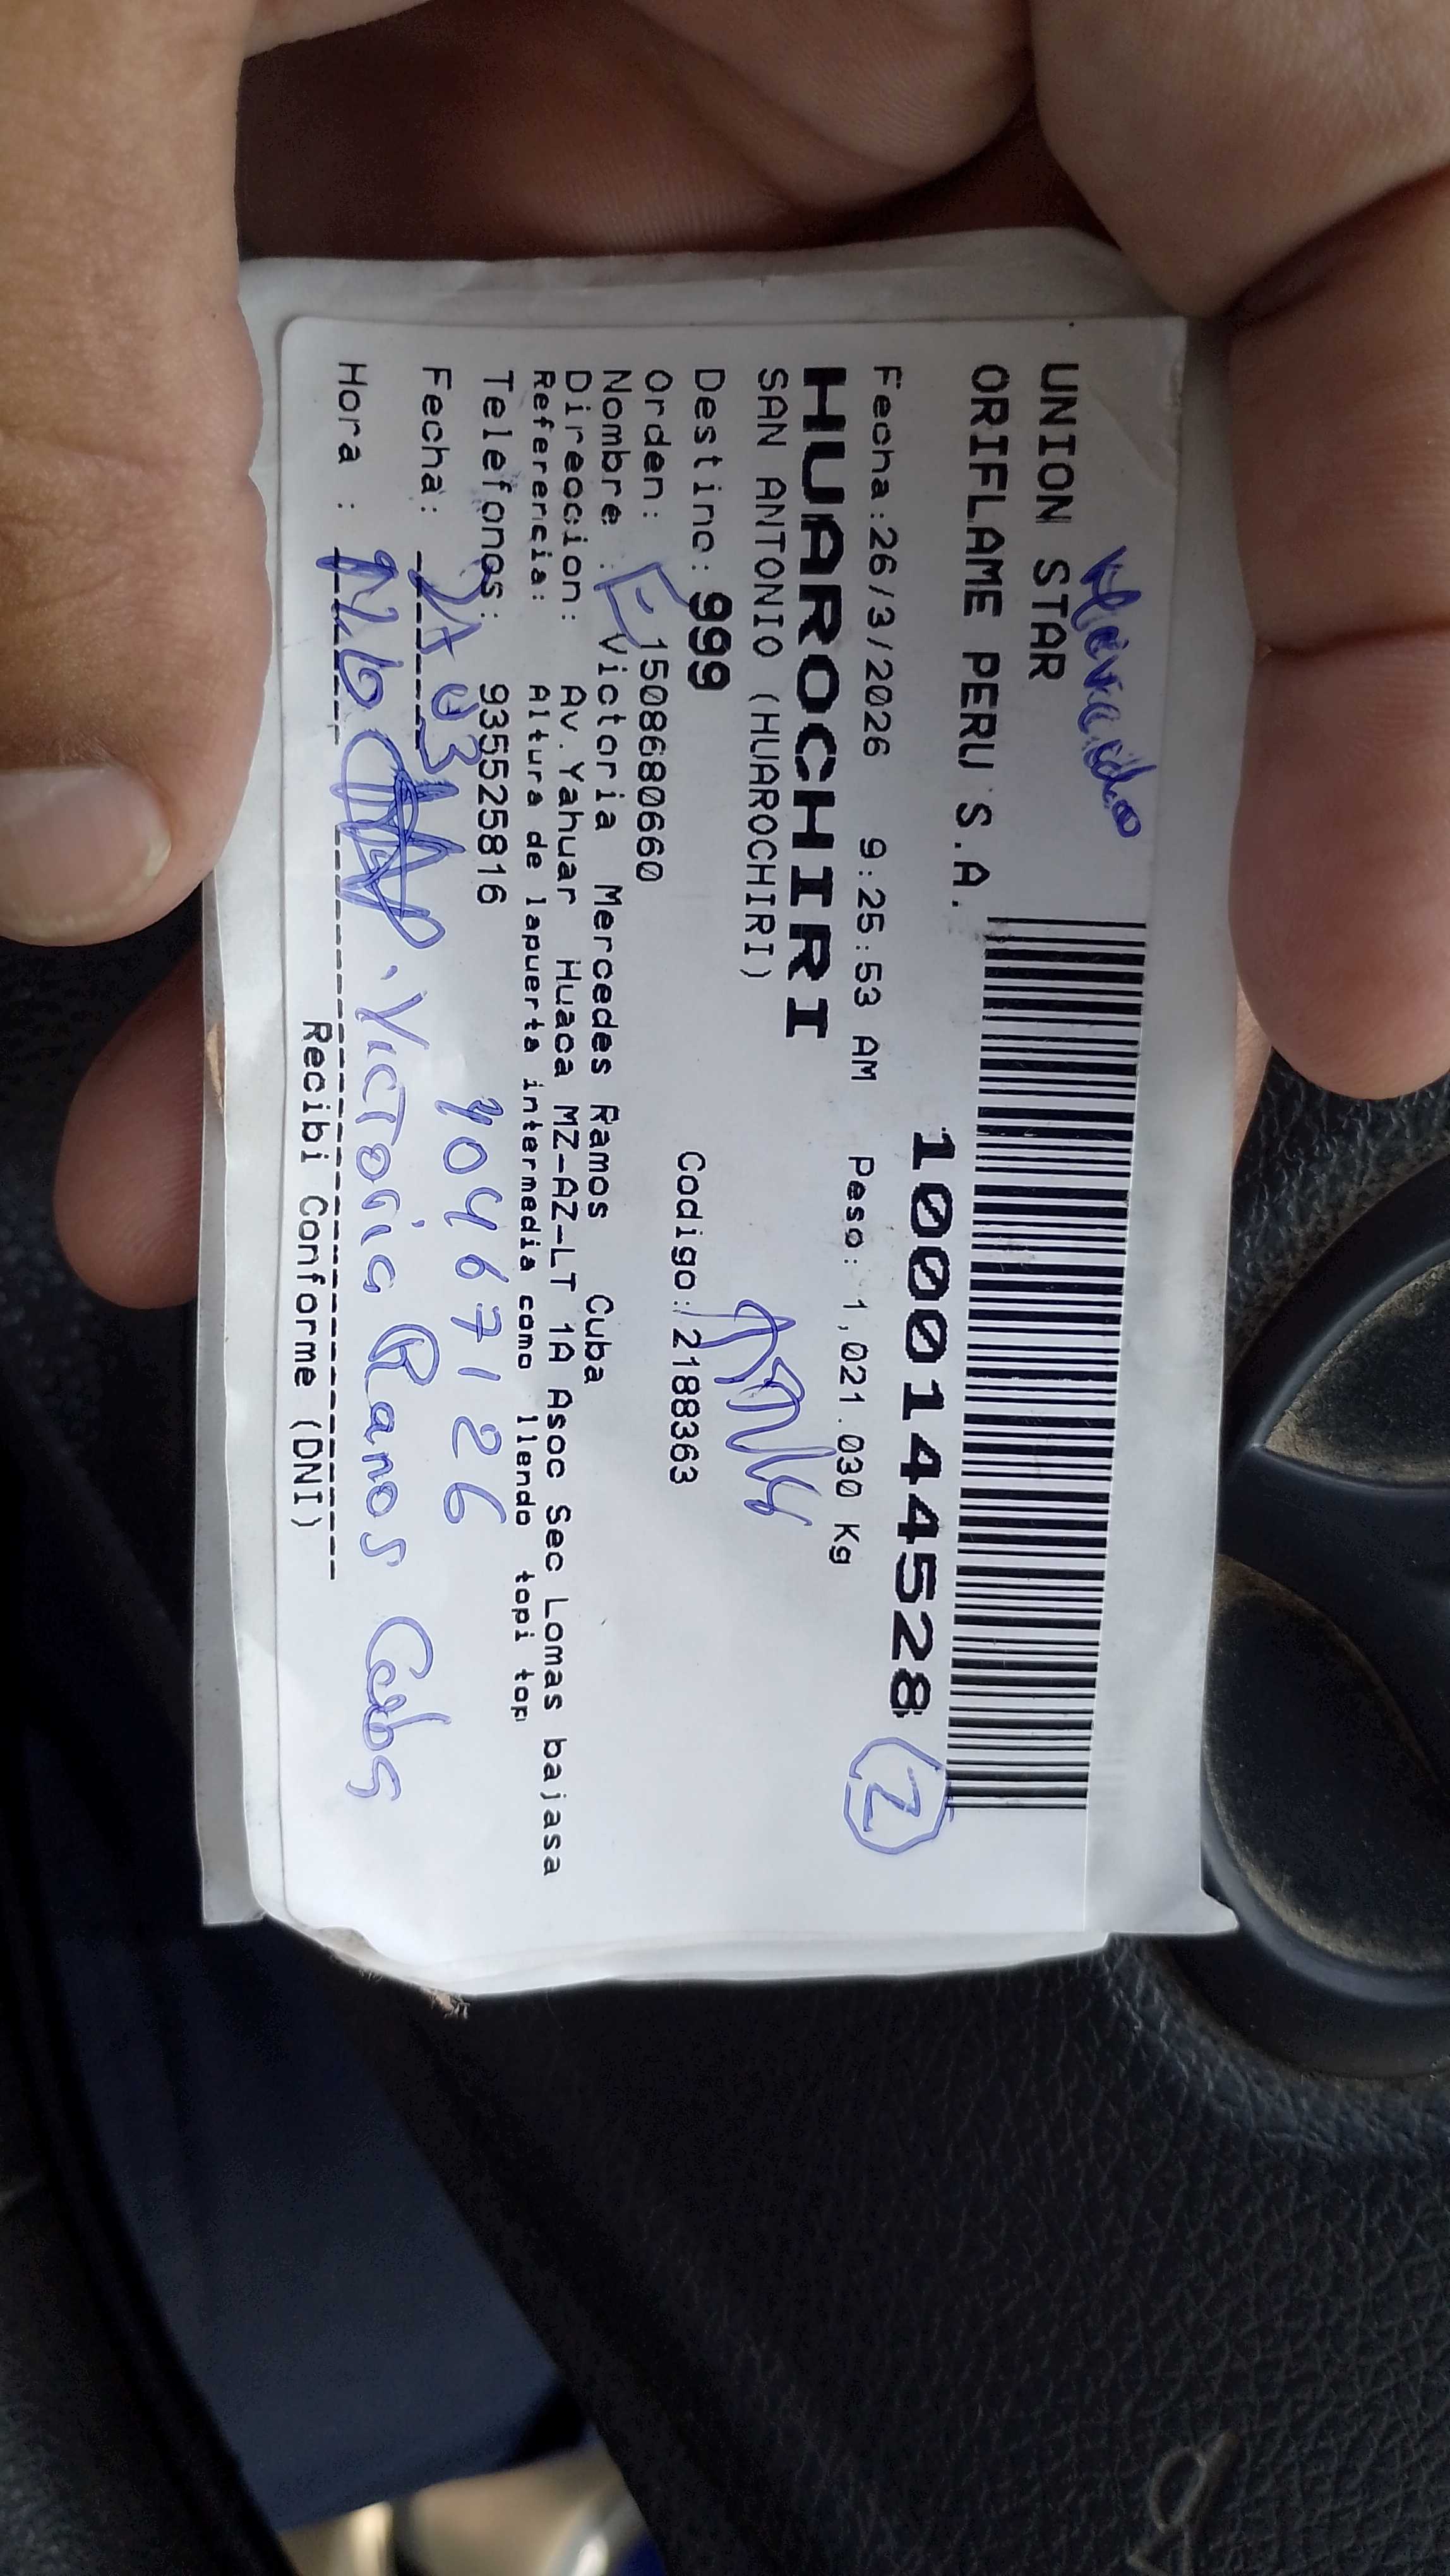 UNION STAR
ORIFLAME PERU S.A.
100014452８
Fecha:26/3/2026 9:25:53 AM Peso:1,021.030 Kg
HUAROCHIRI
SAN ANTONIO (HUAROCHIRI)
Destino:999 Codigo:2188363
Orden: 1508680660
Nombre : Victoria Mercedes Ramos Cuba
Direccion: Av.Yahuar Huaca MZ-AZ-LT 1A Asoc Sec Lomas bajasa
Referencia: Altura de lapuerta intermedia como llendo topi top
Telefonos: 935525816
40467126
Fecha:
Hora :
Victoria Ramos Cuba
Recibi Conforme (DNI)
2